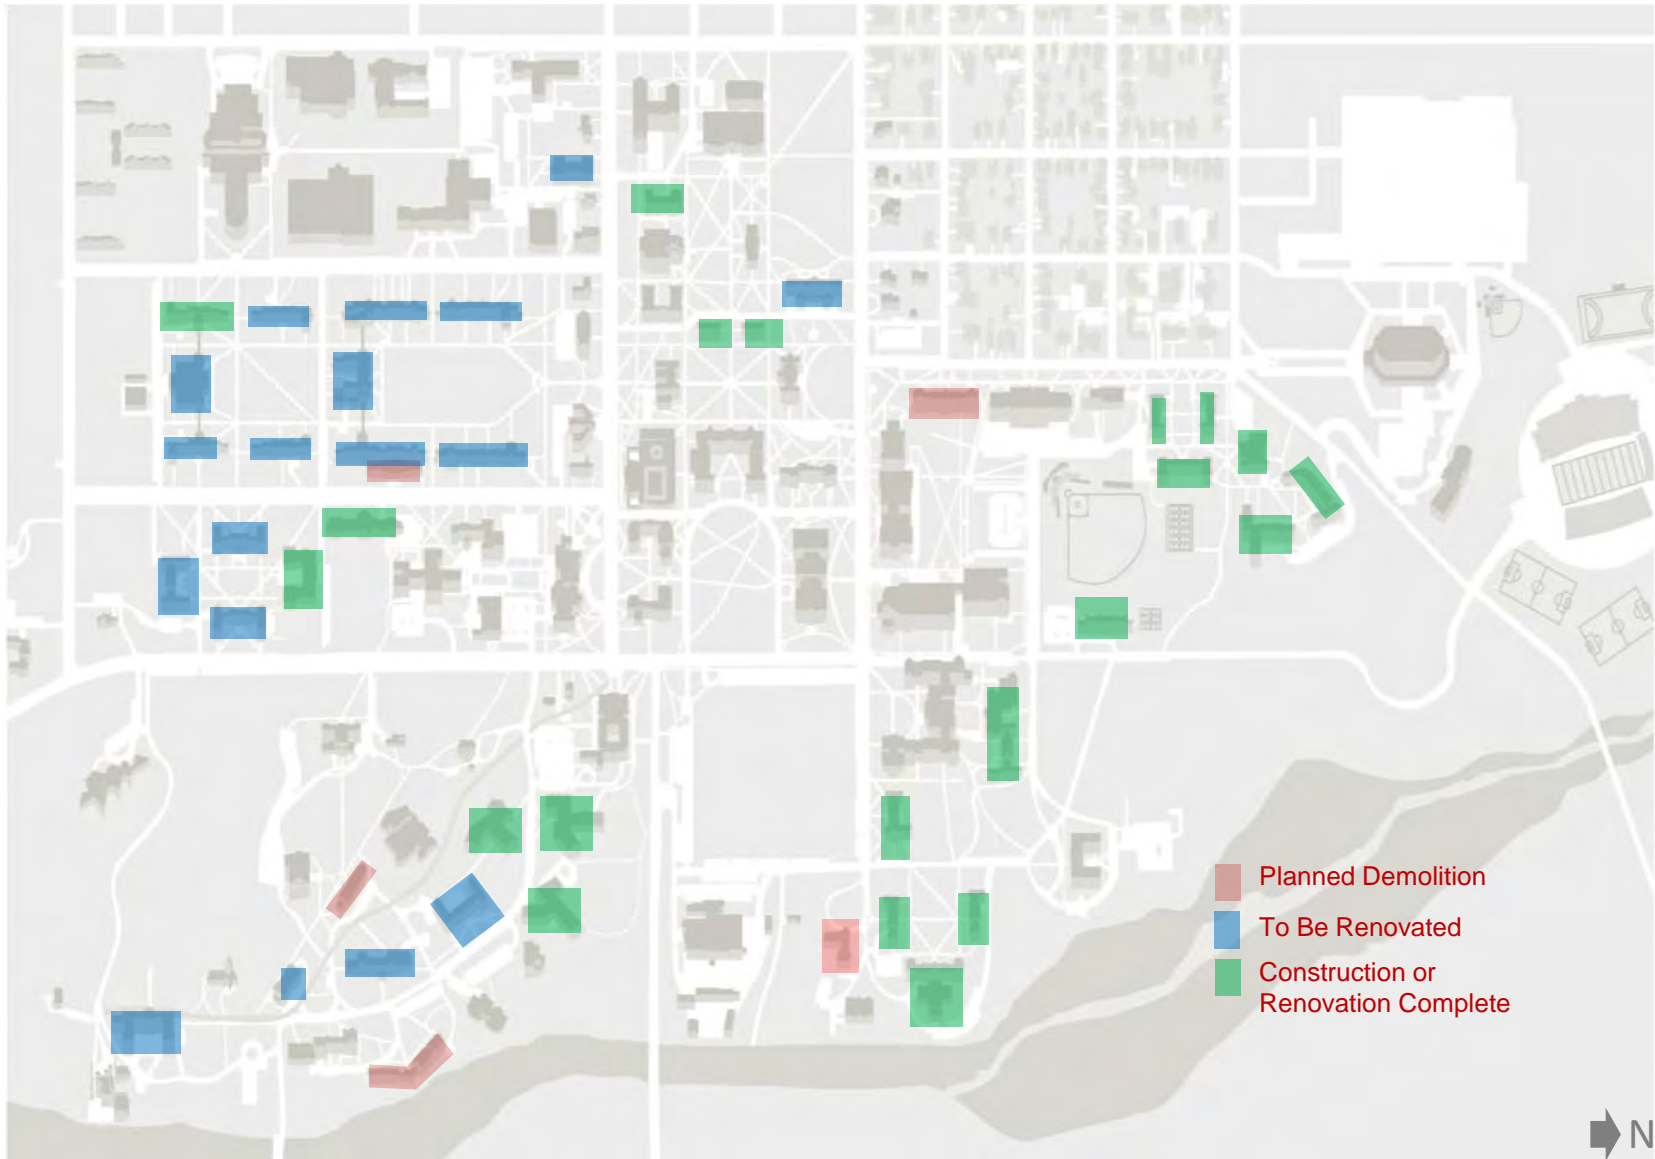 Planned Demolition
To Be Renovated
Construction or
Renovation Complete
N